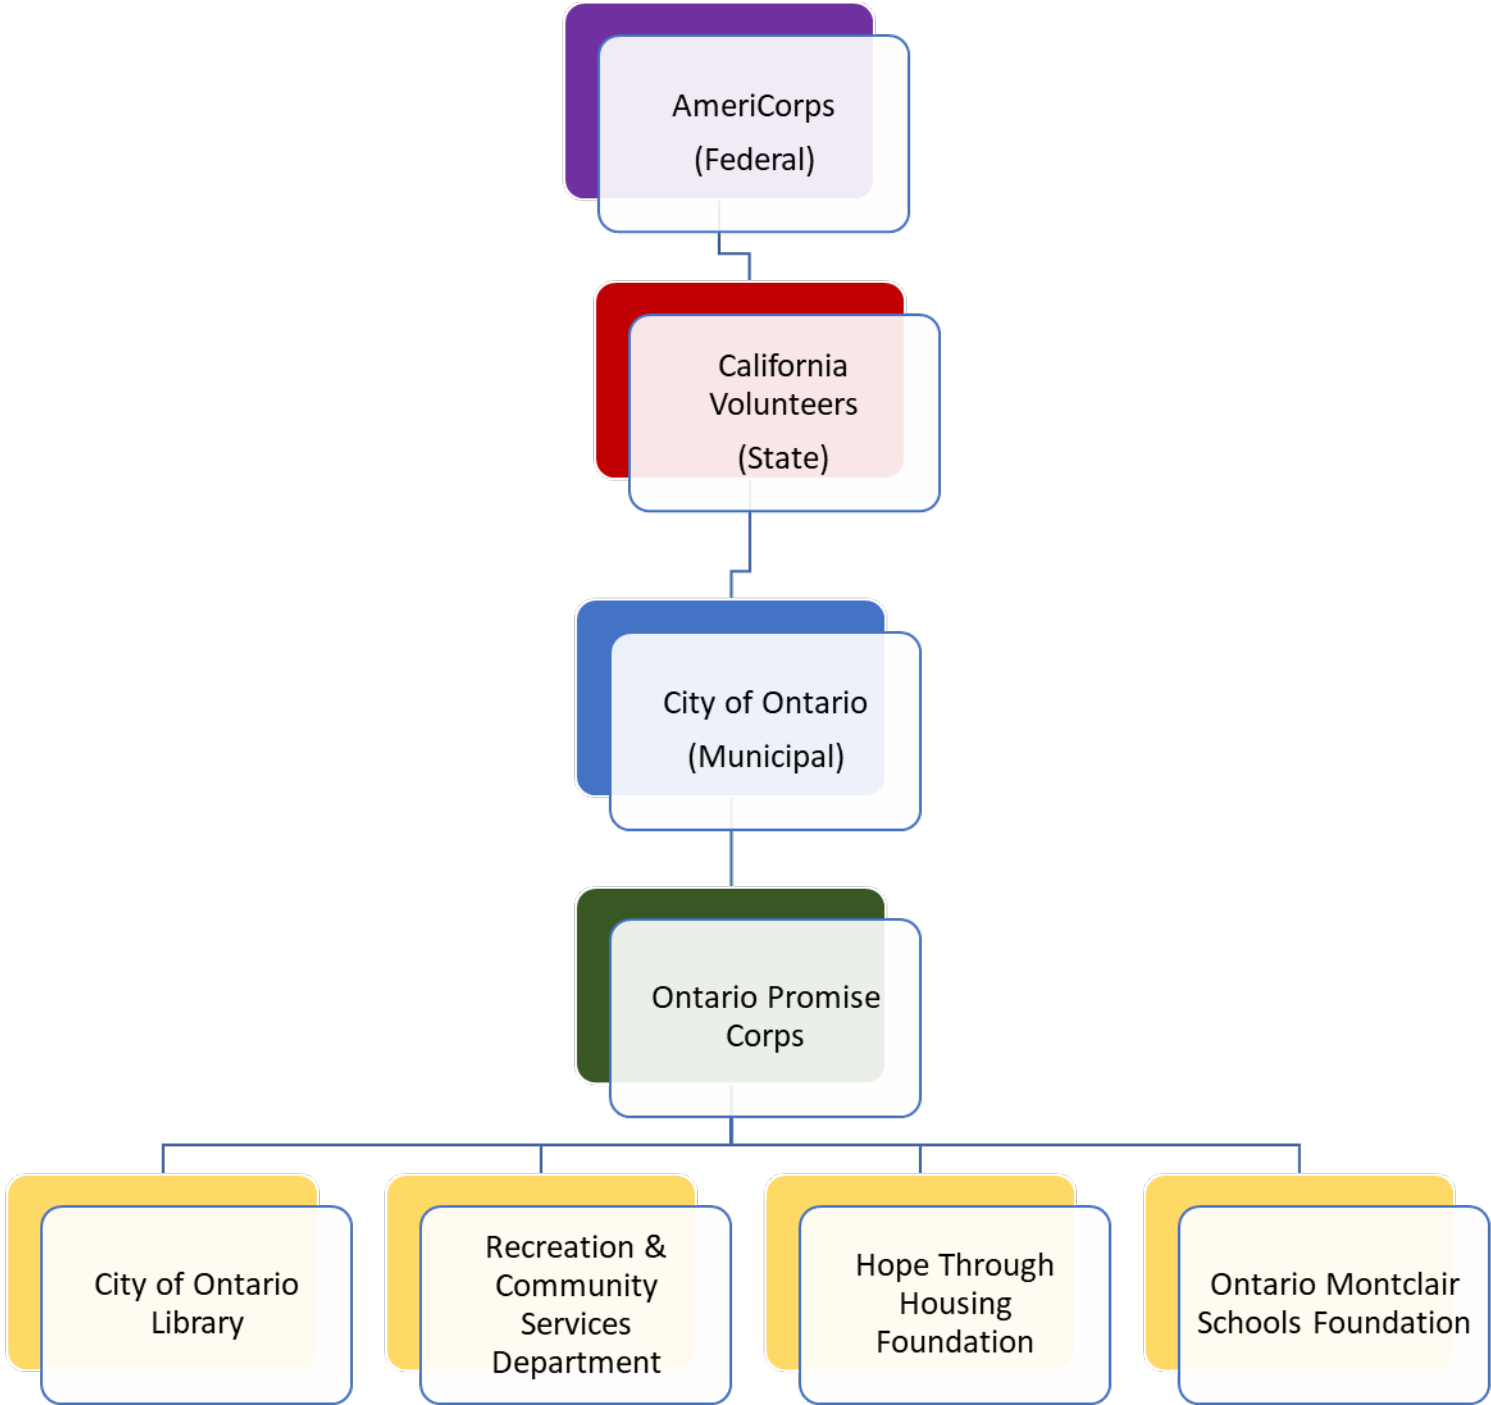 AmeriCorps
(Federal)
California
Volunteers
(State)
City of Ontario
(Municipal)
Ontario Promise
Corps
City of Ontario
Library
Recreation &
Community
Services
Department
Hope Through
Housing
Foundation
Ontario Montclair
Schools Foundation